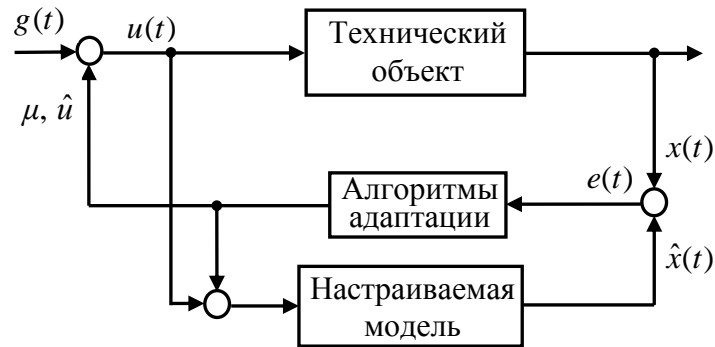 g(t)
u(t)
Технический
объект
μ, û
x(t)
e(t)
Алгоритмы
адаптации
x̂(t)
Настраиваемая
модель